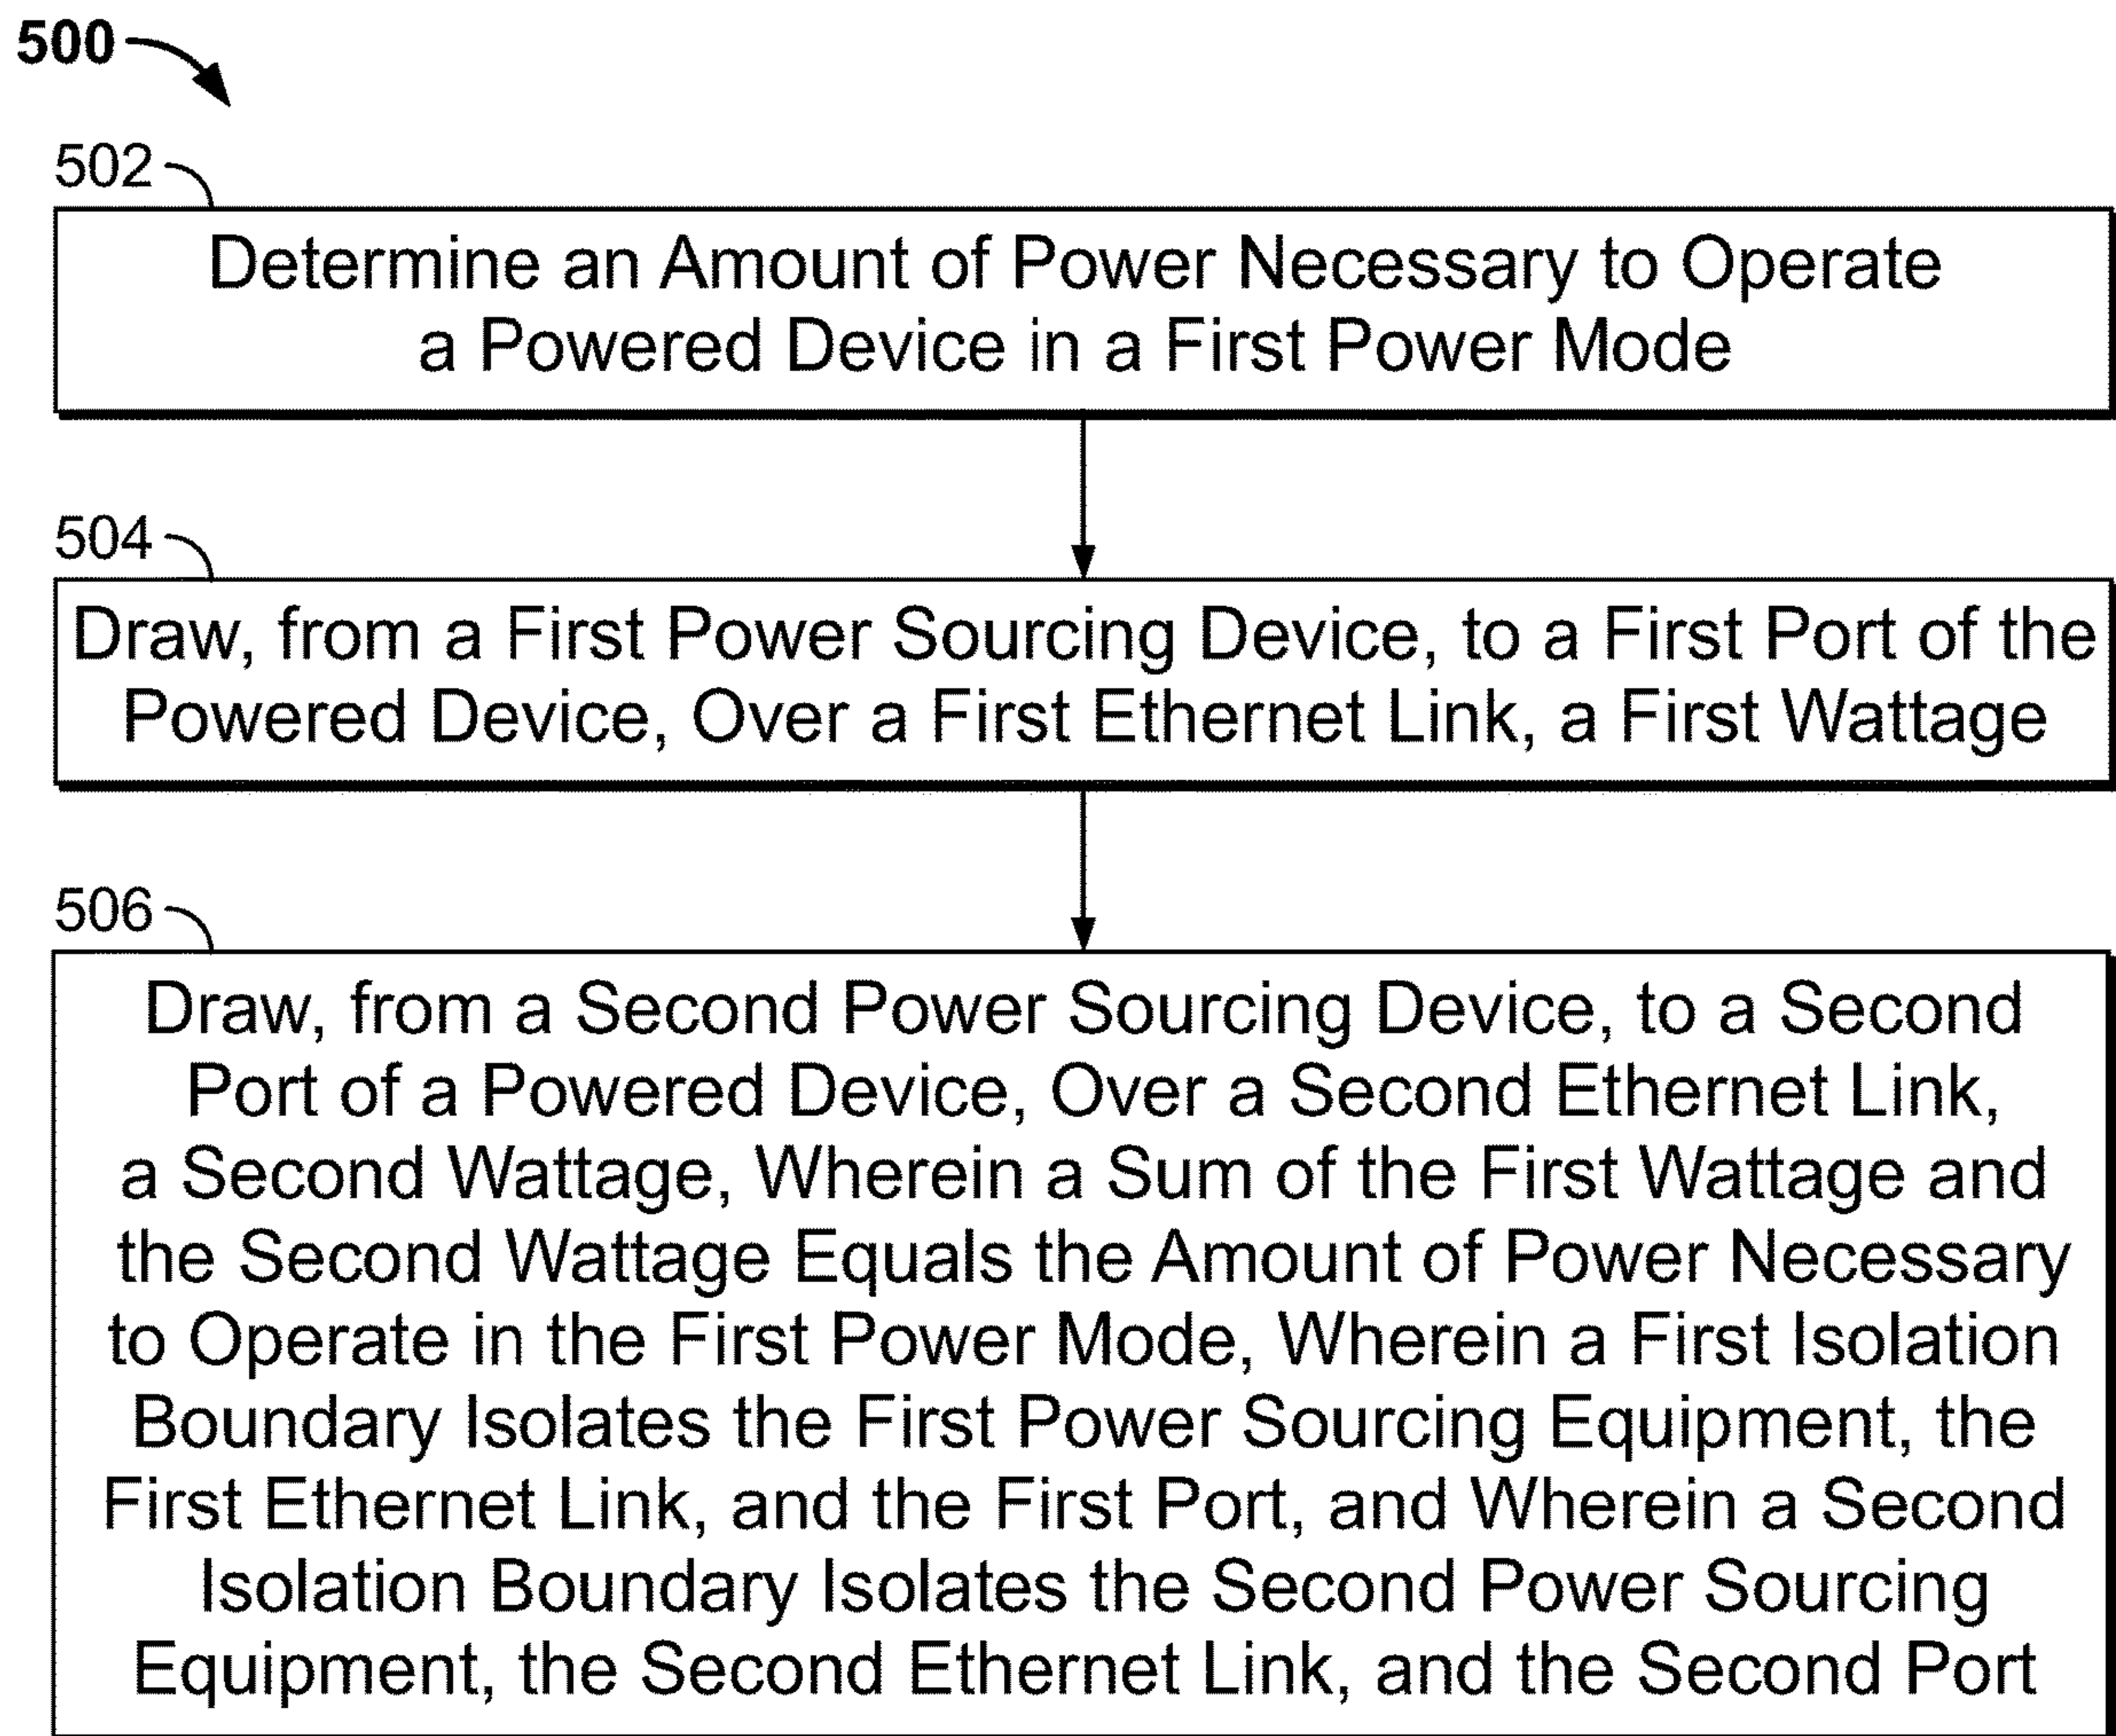 500
502
Determine an Amount of Power Necessary to Operate
a Powered Device in a First Power Mode
504
Draw, from a First Power Sourcing Device, to a First Port of the
Powered Device, Over a First Ethernet Link, a First Wattage
506
Draw, from a Second Power Sourcing Device, to a Second
Port of a Powered Device, Over a Second Ethernet Link,
a Second Wattage, Wherein a Sum of the First Wattage and
the Second Wattage Equals the Amount of Power Necessary
to Operate in the First Power Mode, Wherein a First Isolation
Boundary Isolates the First Power Sourcing Equipment, the
First Ethernet Link, and the First Port, and Wherein a Second
Isolation Boundary Isolates the Second Power Sourcing
Equipment, the Second Ethernet Link, and the Second Port